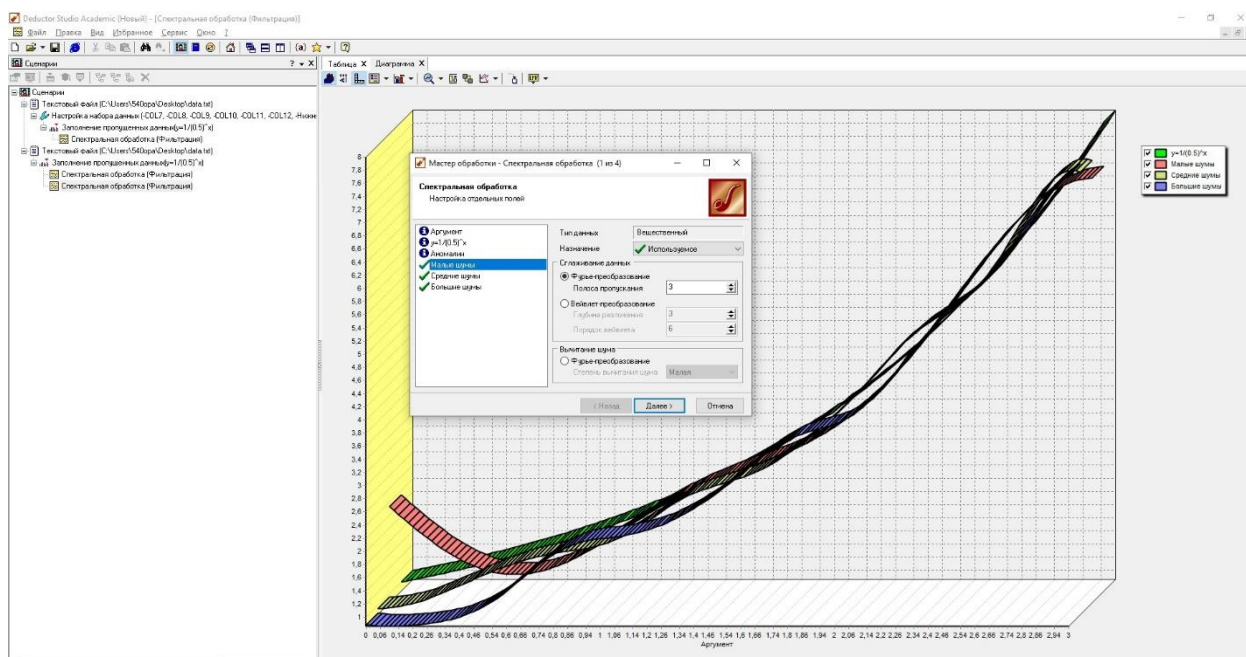 Deductor Studio Academic (Новый) - [Спектральная обработка (Фильтрация)]
Файл Правка Вид Избранное Сервис Окно ?
Сценарии
Таблица X Диаграмма X
Сценарии
Текстовый файл (C:\Users\540opa\Desktop\data.txt)
Настройка набора данных (-COL7, -COL8, -COL9, -COL10, -COL11, -COL12, -Нижне
Заполнение пропущенных данных(y=1/(0.5)^x)
Спектральная обработка (Фильтрация)
Текстовый файл (C:\Users\540opa\Desktop\data.txt)
Заполнение пропущенных данных(y=1/(0.5)^x)
Спектральная обработка (Фильтрация)
Спектральная обработка (Фильтрация)
Мастер обработки - Спектральная обработка (1 из 4)
Спектральная обработка
Настройка отдельных полей
Аргумент
y=1/(0.5)^x
Аномалии
Малые шумы
Средние шумы
Большие шумы
Тип данных Вещественный
Назначение Используемое
Сглаживание данных
Фурье-преобразование
Полоса пропускания 3
Вейвлет-преобразование
Глубина разложения 3
Порядок вейвлета 6
Вычитание шума
Фурье-преобразование
Степень вычитания шума Малая
< Назад Далее > Отмена
y=1/(0.5)^x
Малые шумы
Средние шумы
Большие шумы
8
7,8
7,6
7,4
7,2
7
6,8
6,6
6,4
6,2
6
5,8
5,6
5,4
5,2
5
4,8
4,6
4,4
4,2
4
3,8
3,6
3,4
3,2
3
2,8
2,6
2,4
2,2
2
1,8
1,6
1,4
1,2
1
0 0,06 0,14 0,2 0,26 0,34 0,4 0,46 0,54 0,6 0,66 0,74 0,8 0,86 0,94 1 1,06 1,14 1,2 1,26 1,34 1,4 1,46 1,54 1,6 1,66 1,74 1,8 1,86 1,94 2 2,06 2,14 2,2 2,26 2,34 2,4 2,46 2,54 2,6 2,66 2,74 2,8 2,86 2,94 3
Аргумент